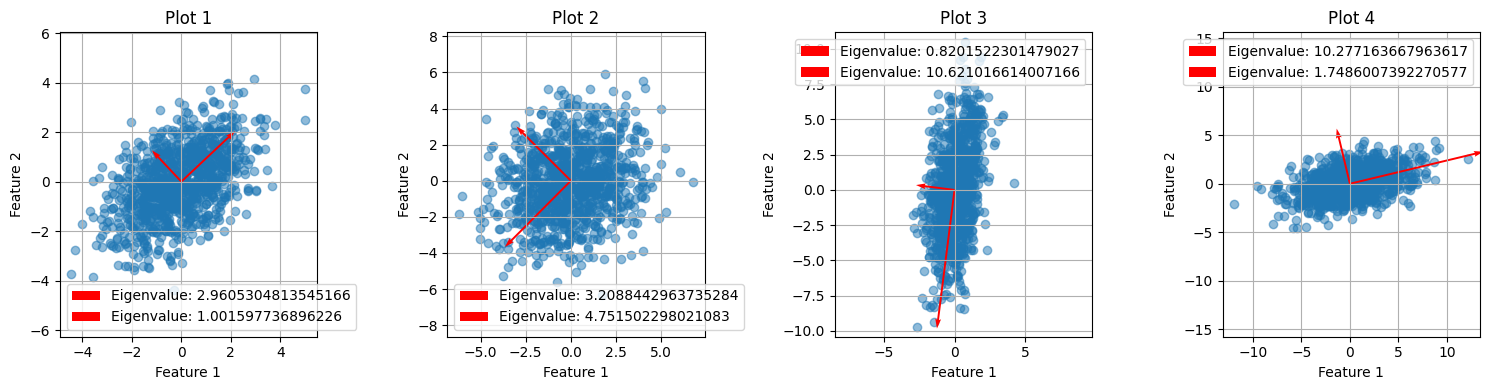 Plot 1
Feature 2
6
4
2
0
−2
−4
−6
Eigenvalue: 2.9605304813545166
Eigenvalue: 1.001597736896226
−4 −2 0 2 4
Feature 1
Plot 2
Feature 2
8
6
4
2
0
−2
−4
−6
−8
Eigenvalue: 3.2088442963735284
Eigenvalue: 4.751502298021083
−5.0 −2.5 0.0 2.5 5.0
Feature 1
Plot 3
Feature 2
Eigenvalue: 0.8201522301479027
Eigenvalue: 10.621016614007166
10.0
7.5
5.0
2.5
0.0
−2.5
−5.0
−7.5
−10.0
−5 0 5
Feature 1
Plot 4
Feature 2
Eigenvalue: 10.277163667963617
Eigenvalue: 1.7486007392270577
15
10
5
0
−5
−10
−15
−10 −5 0 5 10
Feature 1